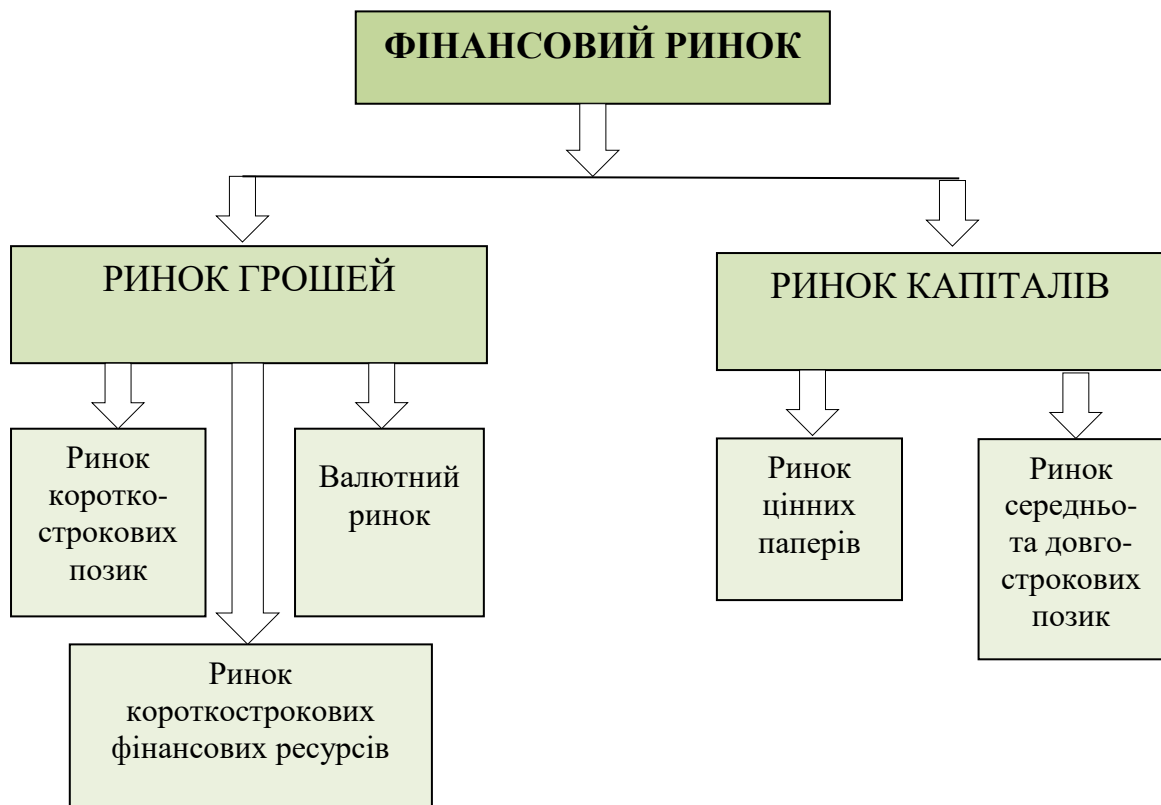 ФІНАНСОВИЙ РИНОК
РИНОК ГРОШЕЙ
РИНОК КАПІТАЛІВ
Ринок
коротко-
строкових
позик
Валютний
ринок
Ринок
цінних
паперів
Ринок
середньо-
та довго-
строкових
позик
Ринок
короткострокових
фінансових ресурсів